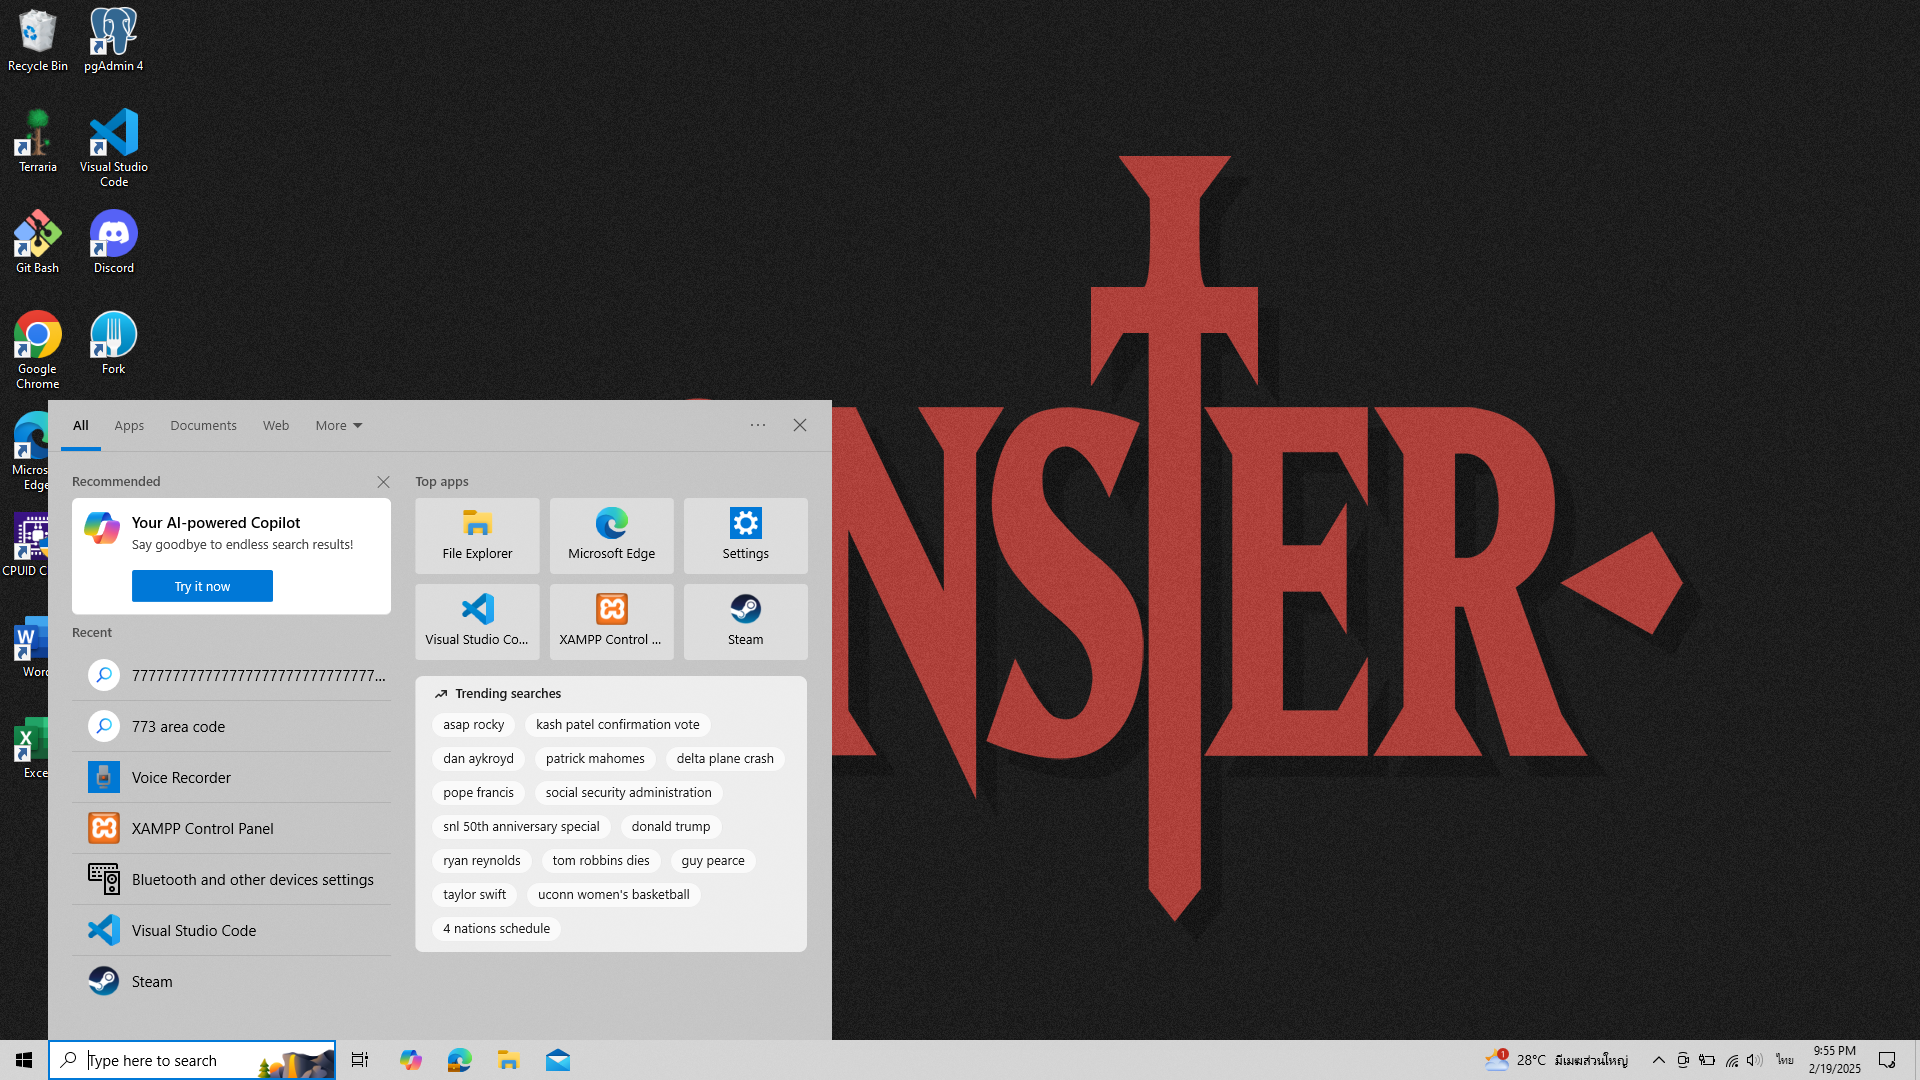 Recycle Bin
pgAdmin 4
Terraria
Visual Studio
Code
Git Bash
Discord
Google
Chrome
Fork
Micros
Edge
CPUID C
Word
Exce
All
Apps
Documents
Web
More
Recommended
Your AI-powered Copilot
Say goodbye to endless search results!
Try it now
Recent
773 area code
Voice Recorder
XAMPP Control Panel
Bluetooth and other devices settings
Visual Studio Code
Steam
Top apps
File Explorer
Microsoft Edge
Settings
Visual Studio Co...
XAMPP Control ...
Steam
Trending searches
asap rocky
kash patel confirmation vote
dan aykroyd
patrick mahomes
delta plane crash
pope francis
social security administration
snl 50th anniversary special
donald trump
ryan reynolds
tom robbins dies
guy pearce
taylor swift
uconn women's basketball
4 nations schedule
NSTER
Type here to search
1
28°C มีเมฆส่วนใหญ่
ไทย
9:55 PM
2/19/2025